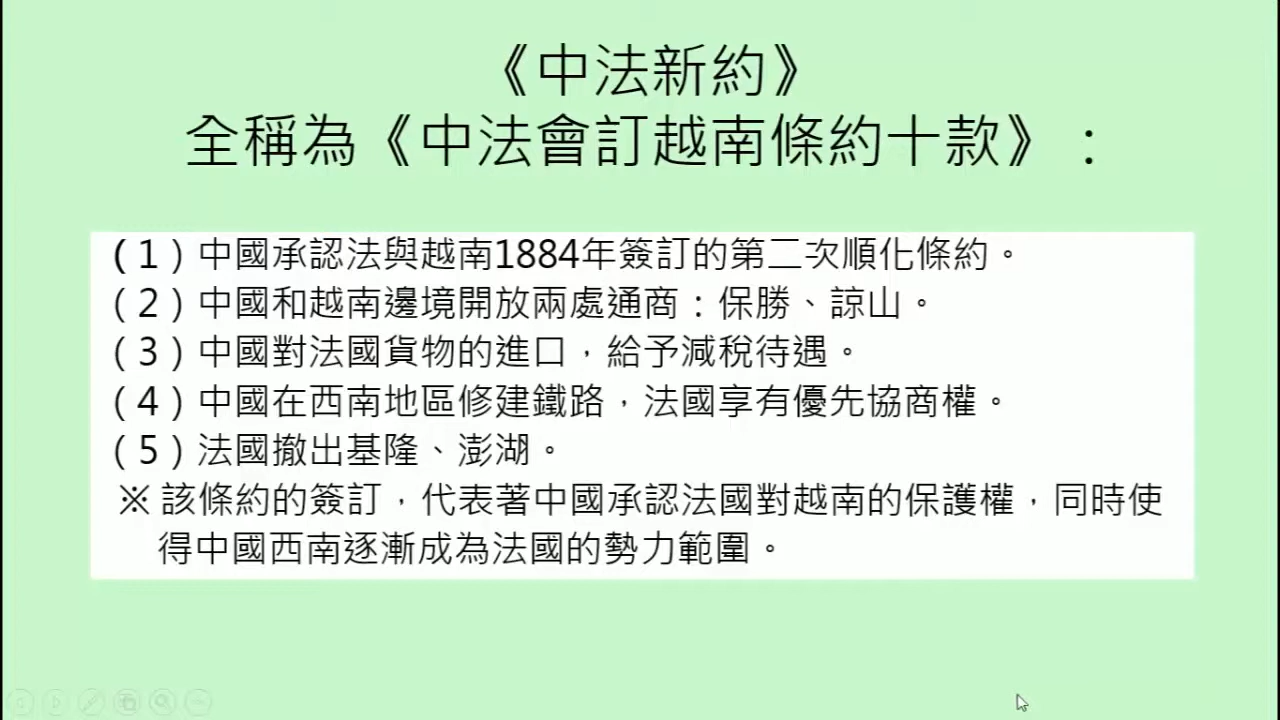 《中法新約》
全稱為《中法會訂越南條約十款》：
（1）中國承認法與越南1884年簽訂的第二次順化條約。
（2）中國和越南邊境開放兩處通商：保勝、諒山。
（3）中國對法國貨物的進口，給予減稅待遇。
（4）中國在西南地區修建鐵路，法國享有優先協商權。
（5）法國撤出基隆、澎湖。
※ 該條約的簽訂，代表著中國承認法國對越南的保護權，同時使
得中國西南逐漸成為法國的勢力範圍。